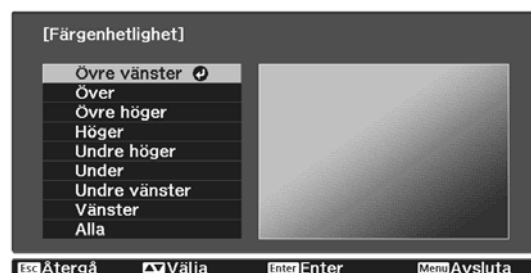 [Färgenhetlighet]
Övre vänster
Över
Övre höger
Höger
Undre höger
Under
Undre vänster
Vänster
Alla
Esc Återgå Välja Enter Enter Menu Avsluta